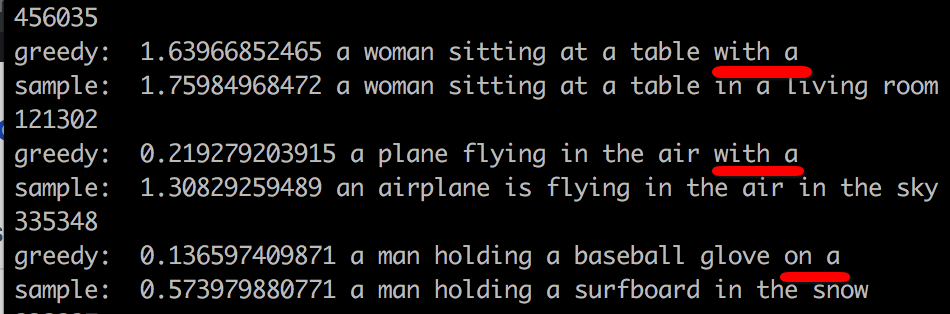 456035
greedy:  1.63966852465 a woman sitting at a table with a
sample:  1.75984968472 a woman sitting at a table in a living room
121302
greedy:  0.219279203915 a plane flying in the air with a
sample:  1.30829259489 an airplane is flying in the air in the sky
335348
greedy:  0.136597409871 a man holding a baseball glove on a
sample:  0.573979880771 a man holding a surfboard in the snow